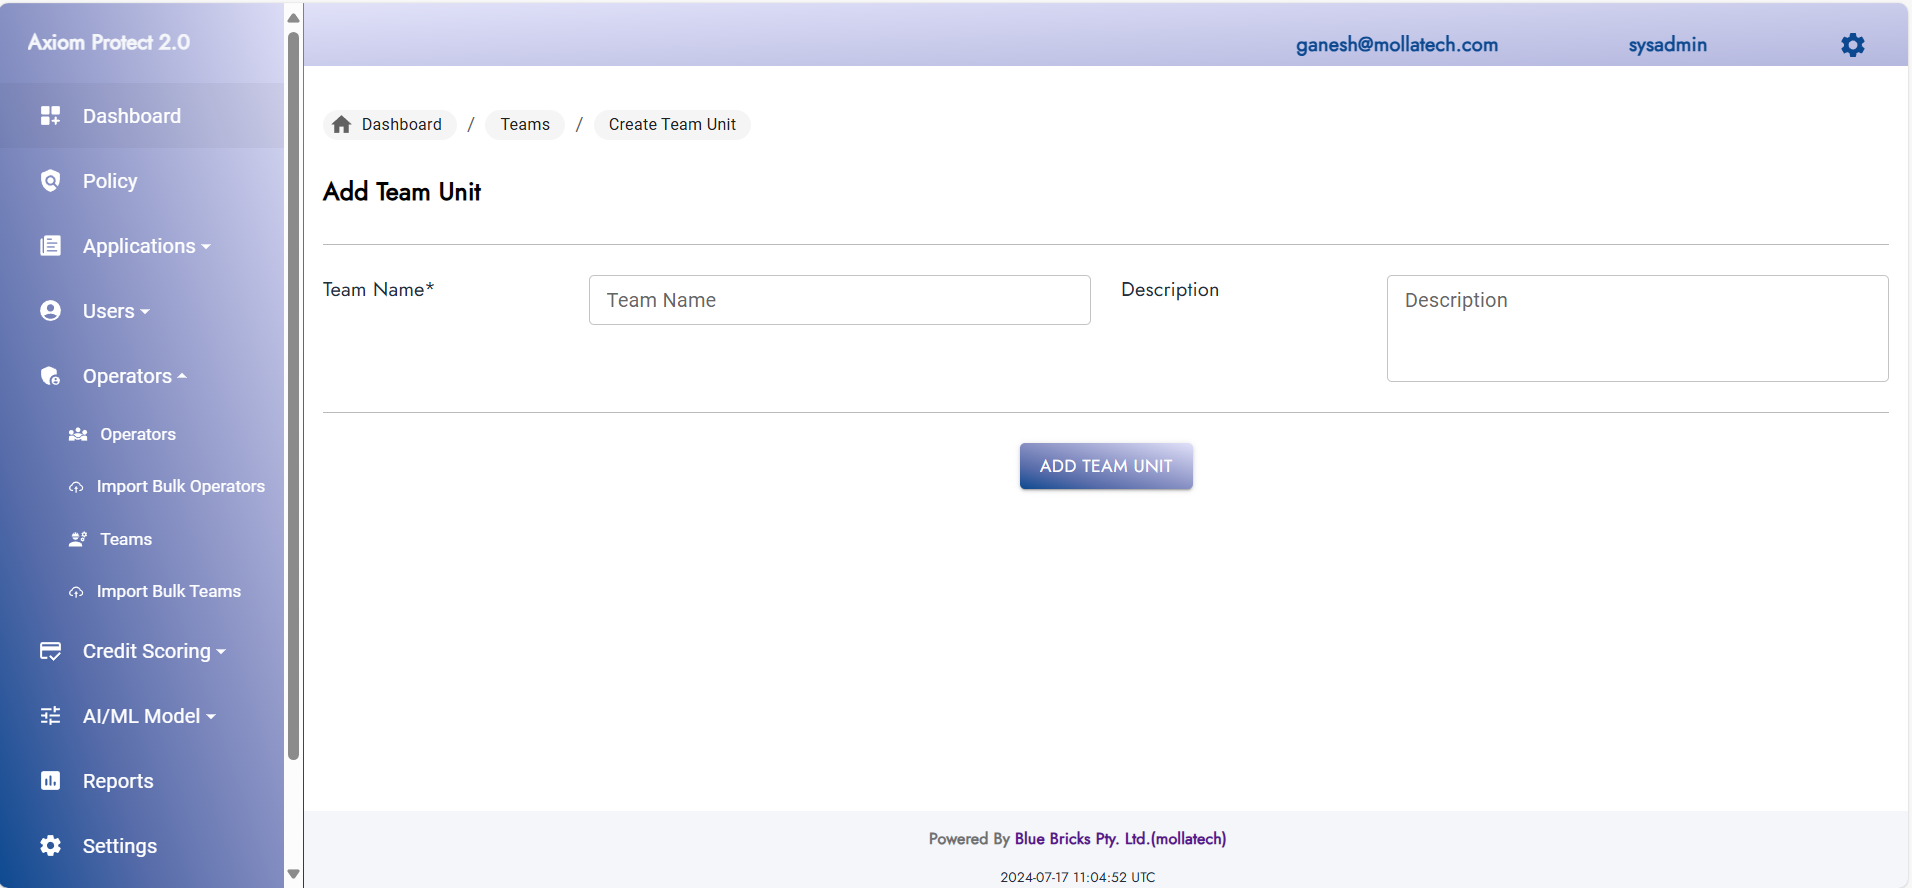 Axiom Protect 2.0
ganesh@mollatech.com
sysadmin
Dashboard
Policy
Applications
Users
Operators
Operators
Import Bulk Operators
Teams
Import Bulk Teams
Credit Scoring
AI/ML Model
Reports
Settings
Dashboard / Teams / Create Team Unit
Add Team Unit
Team Name*
Team Name
Description
Description
ADD TEAM UNIT
Powered By Blue Bricks Pty. Ltd.(mollatech)
2024-07-17 11:04:52 UTC